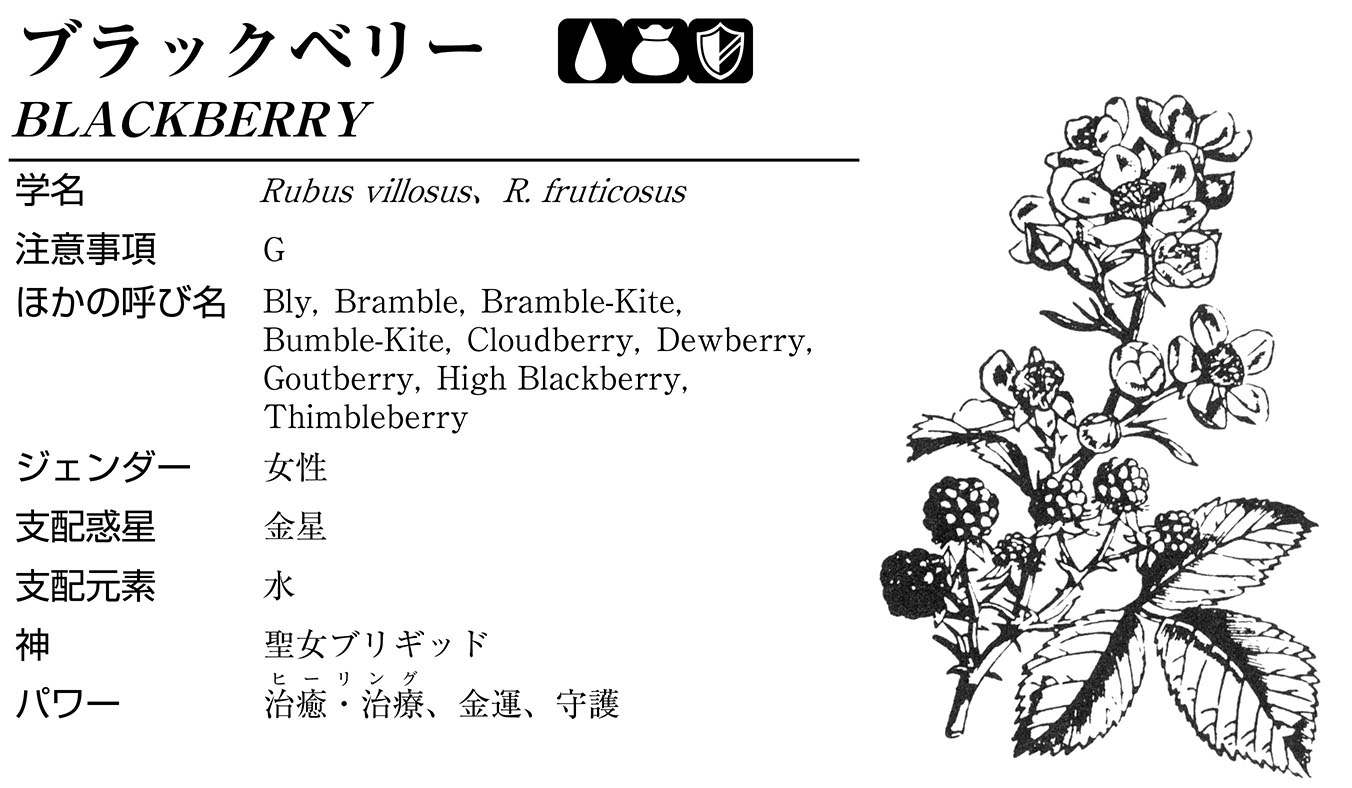 ブラックベリー
BLACKBERRY
学名 Rubus villosus、R. fruticosus
注意事項 G
ほかの呼び名 Bly, Bramble, Bramble-Kite,
Bumble-Kite, Cloudberry, Dewberry,
Goutberry, High Blackberry,
Thimbleberry
ジェンダー 女性
支配惑星 金星
支配元素 水
神 聖女ブリギッド
ヒーリング
パワー 治癒・治療、金運、守護